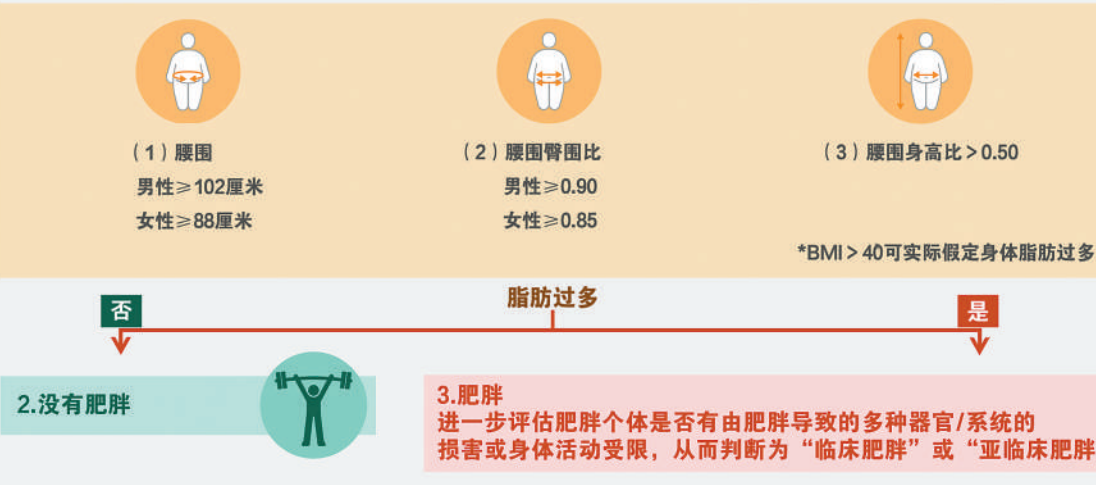 （1）腰围
男性≥102厘米
女性≥88厘米
（2）腰围臀围比
男性≥0.90
女性≥0.85
（3）腰围身高比>0.50
*BMI>40可实际假定身体脂肪过多
脂肪过多
否
是
2.没有肥胖
3.肥胖
进一步评估肥胖个体是否有由肥胖导致的多种器官/系统的
损害或身体活动受限，从而判断为“临床肥胖”或“亚临床肥胖